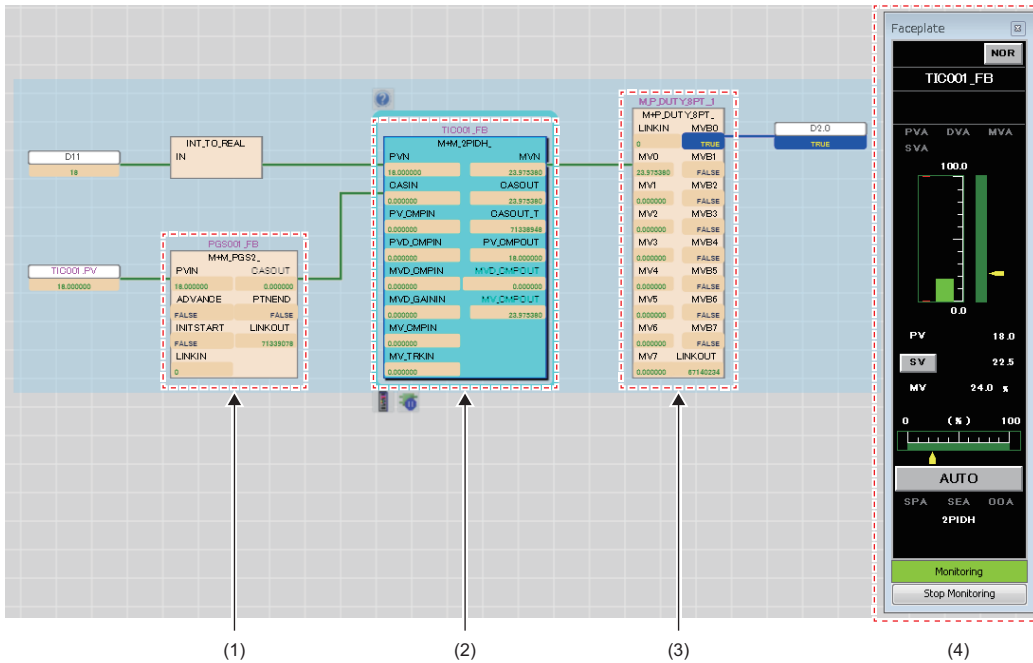 D11
18
INT_TO_REAL
IN
TIC001.PV
18.000000
PGS001_FB
M+M_PGS2_
PVIN CASOUT
18.000000 0.000000
ADVANCE PTNEND
FALSE FALSE
INITSTART LINKOUT
FALSE 71339078
LINKIN
0
TIC001_FB
M+M_2PIDH_
PVN MVN
18.000000 23.975380
CASIN CASOUT
0.000000 23.975380
PV_CMPIN CASOUT_T
0.000000 71338948
PVD_CMPIN PV_CMPOUT
0.000000 18.000000
MVD_CMPIN MVD_CMPOUT
0.000000 0.000000
MVD_GAININ MV_CMPOUT
0.000000 23.975380
MV_CMPIN
0.000000
MV_TRKIN
0.000000
M_P_DUTY_8PT_1
M+P_DUTY_8PT_
LINKIN MVB0
0 TRUE
MV0 MVB1
23.975380 FALSE
MV1 MVB2
0.000000 FALSE
MV2 MVB3
0.000000 FALSE
MV3 MVB4
0.000000 FALSE
MV4 MVB5
0.000000 FALSE
MV5 MVB6
0.000000 FALSE
MV6 MVB7
0.000000 FALSE
MV7 LINKOUT
0.000000 67140234
D2.0
TRUE
Faceplate
NOR
TIC001_FB
PVA DVA MVA
SVA
100.0
0.0
PV 18.0
SV 22.5
MV 24.0 %
0 (%) 100
AUTO
SPA SEA OOA
2PIDH
Monitoring
Stop Monitoring
(1) (2) (3) (4)